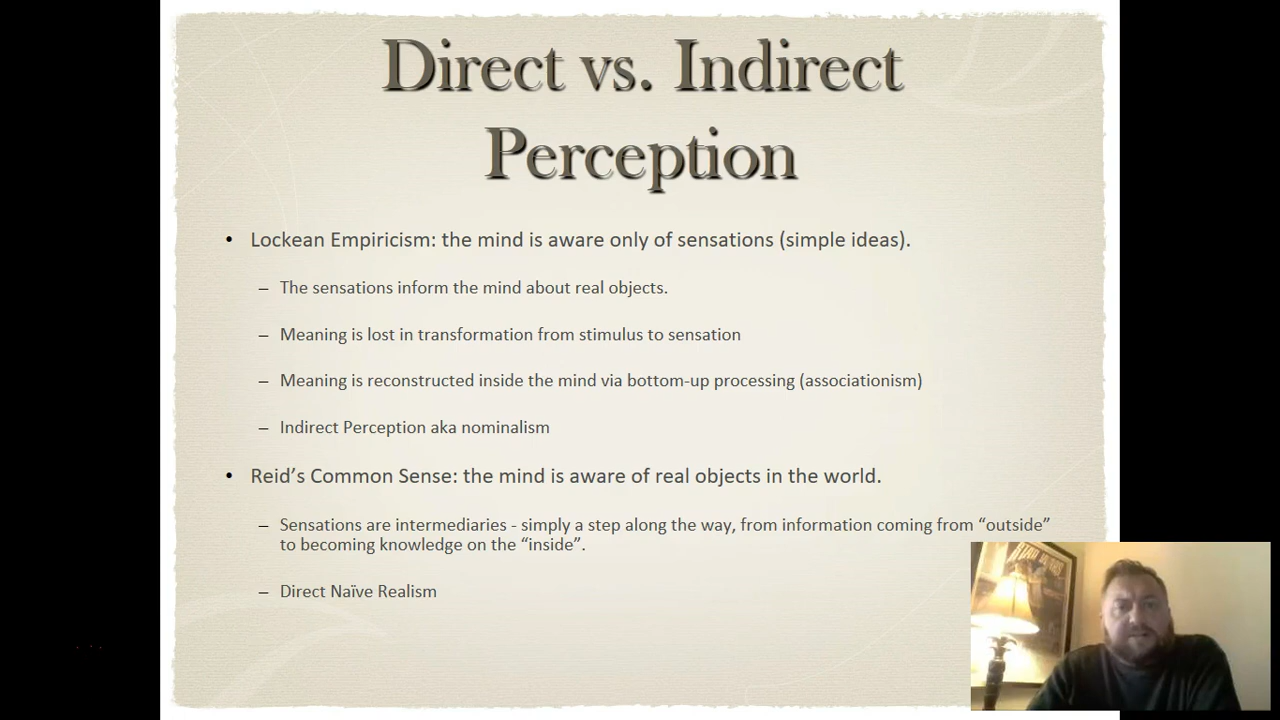 Direct vs. Indirect
Perception
• Lockean Empiricism: the mind is aware only of sensations (simple ideas).
– The sensations inform the mind about real objects.
– Meaning is lost in transformation from stimulus to sensation
– Meaning is reconstructed inside the mind via bottom-up processing (associationism)
– Indirect Perception aka nominalism
• Reid’s Common Sense: the mind is aware of real objects in the world.
– Sensations are intermediaries - simply a step along the way, from information coming from “outside”
to becoming knowledge on the “inside”.
– Direct Naïve Realism